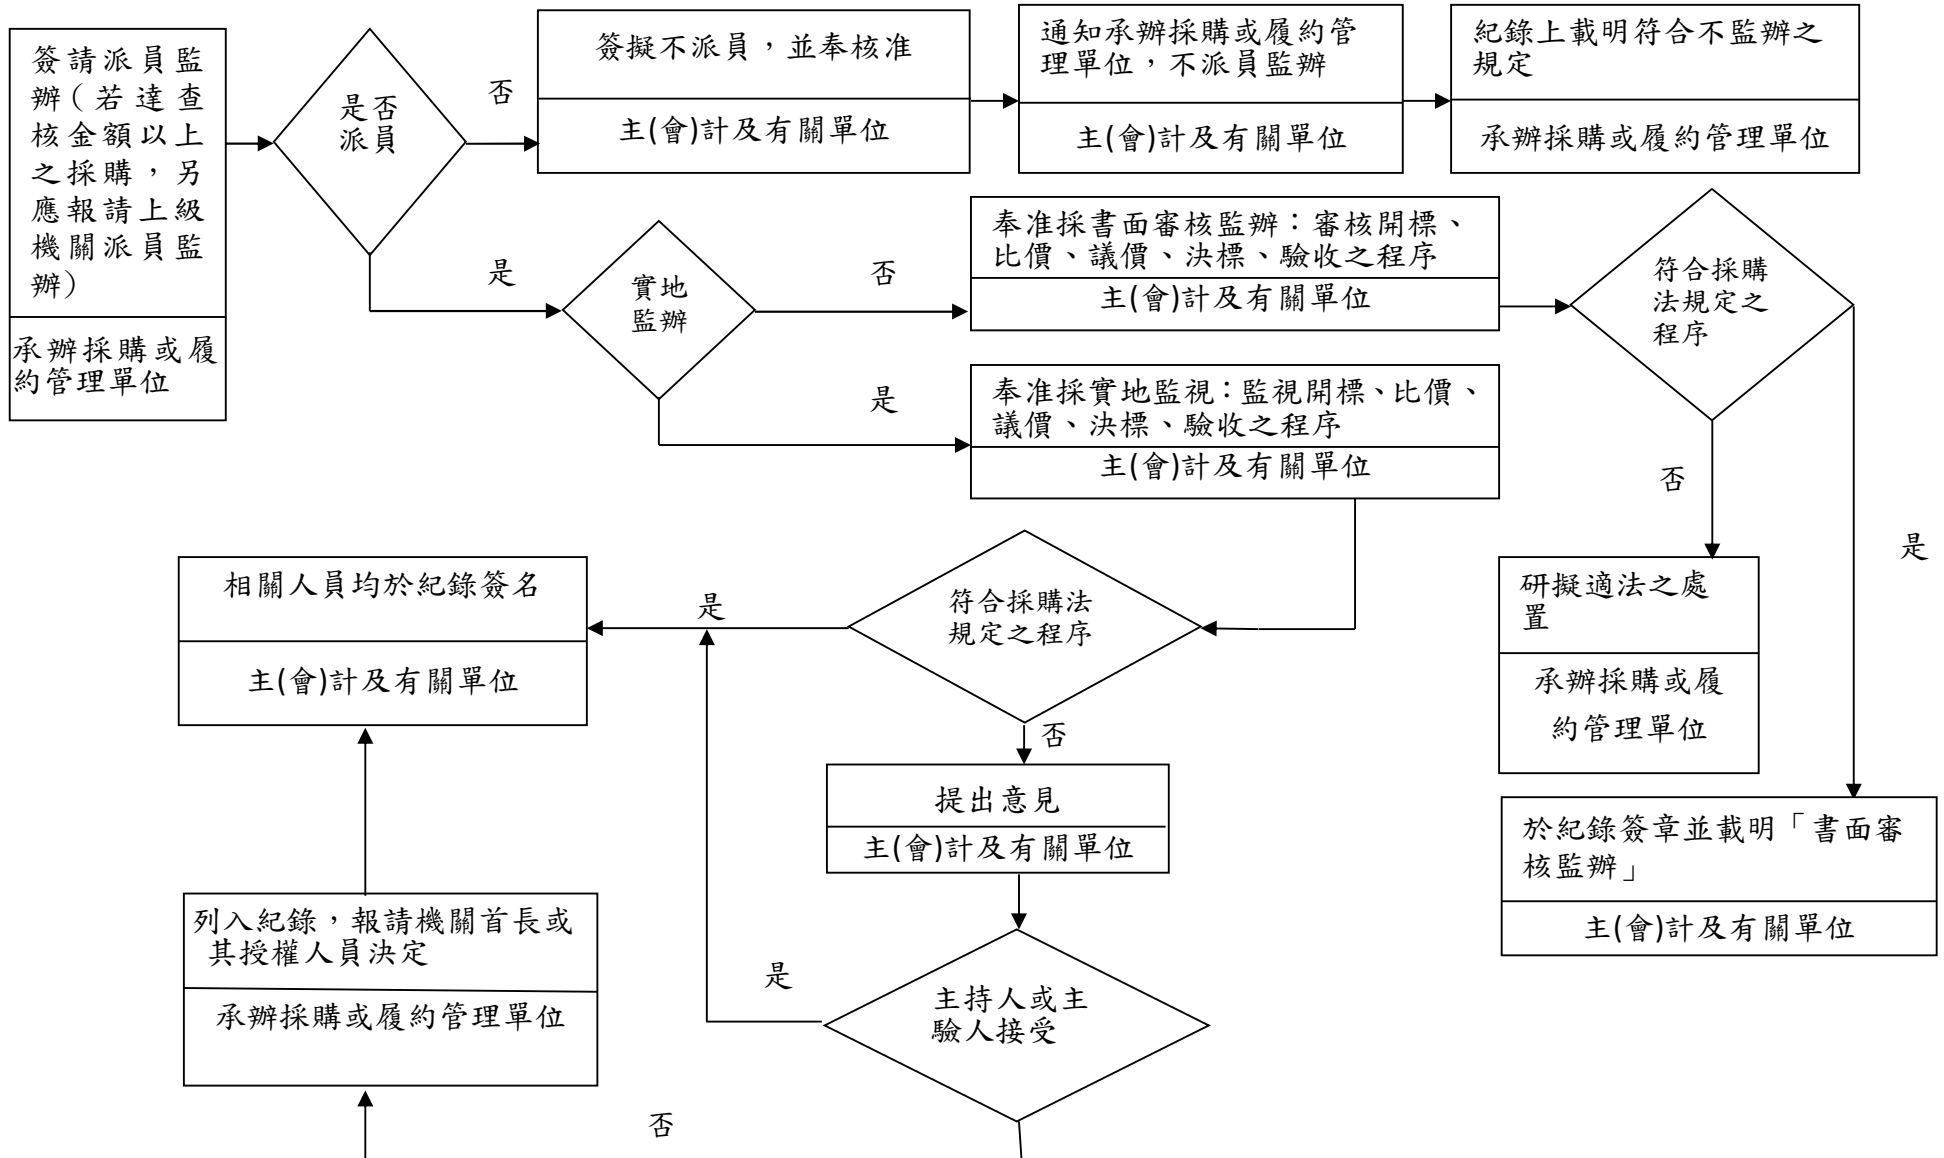 簽請派員監
辦(若達查
核金額以上
之採購，另
應報請上級
機關派員監
辦)
承辦採購或履
約管理單位
是否
派員
否
簽擬不派員，並奉核准
主(會)計及有關單位
通知承辦採購或履約管
理單位，不派員監辦
主(會)計及有關單位
紀錄上載明符合不監辦之
規定
承辦採購或履約管理單位
是
實地
監辦
否
奉准採書面審核監辦：審核開標、
比價、議價、決標、驗收之程序
主(會)計及有關單位
符合採購
法規定之
程序
是
奉准採實地監視：監視開標、比價、
議價、決標、驗收之程序
主(會)計及有關單位
否
是
研擬適法之處
置
承辦採購或履
約管理單位
於紀錄簽章並載明「書面審
核監辦」
主(會)計及有關單位
符合採購法
規定之程序
是
相關人員均於紀錄簽名
主(會)計及有關單位
否
提出意見
主(會)計及有關單位
主持人或主
驗人接受
是
列入紀錄，報請機關首長或
其授權人員決定
承辦採購或履約管理單位
否